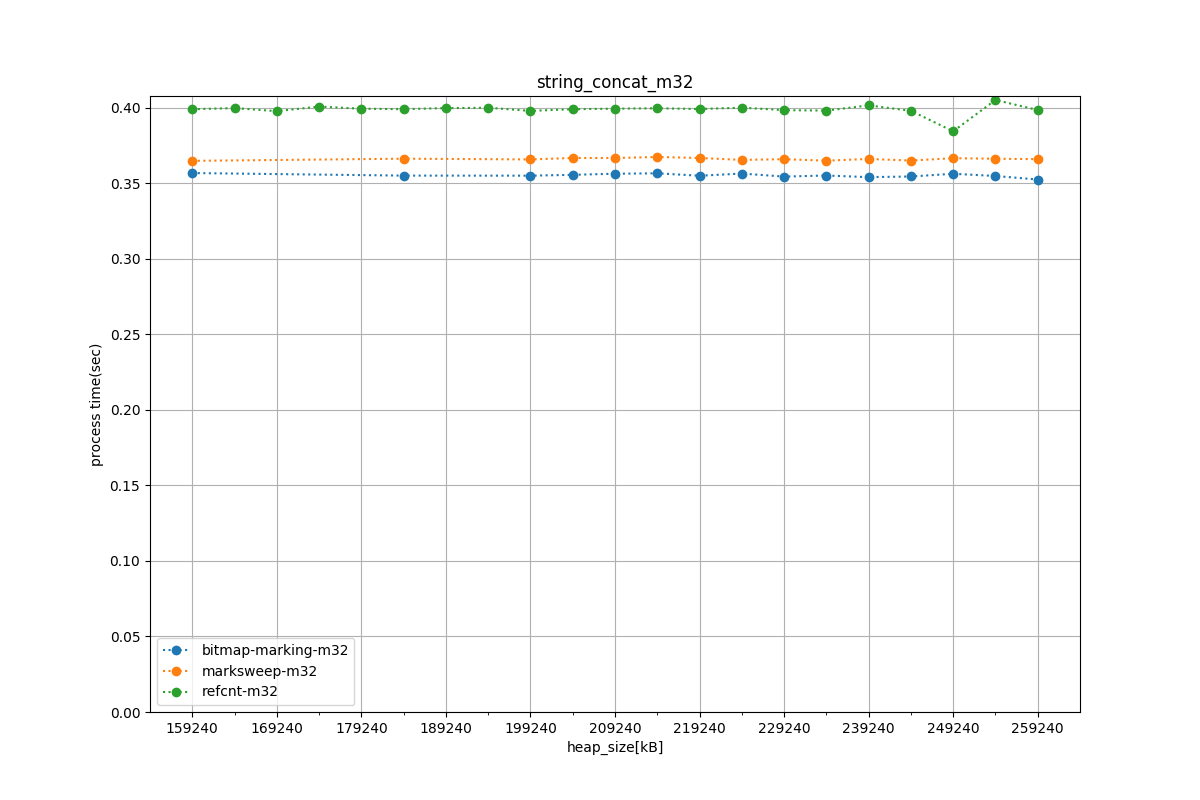 string_concat_m32
0.40
0.35
0.30
0.25
0.20
0.15
0.10
0.05
0.00
process time(sec)
bitmap-marking-m32
marksweep-m32
refcnt-m32
159240 169240 179240 189240 199240 209240 219240 229240 239240 249240 259240
heap_size[kB]